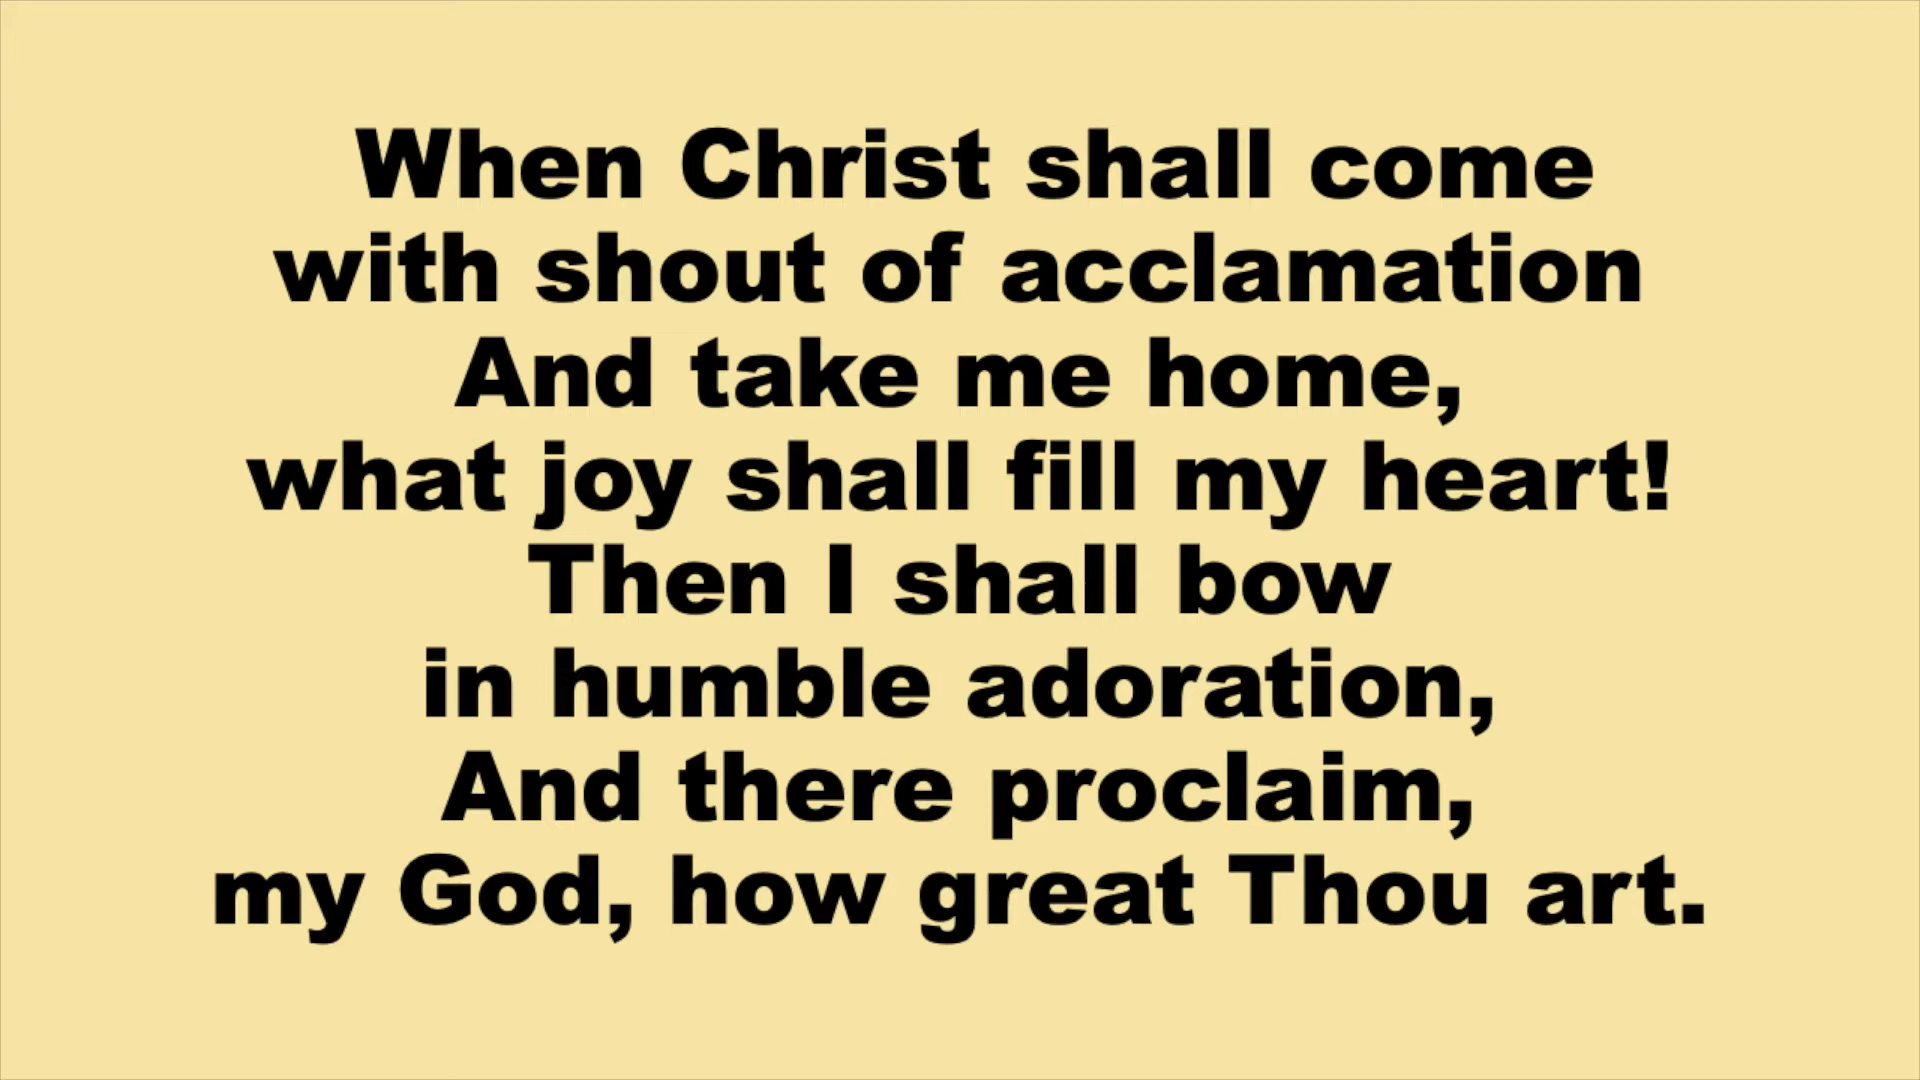 When Christ shall come
with shout of acclamation
And take me home,
what joy shall fill my heart!
Then I shall bow
in humble adoration,
And there proclaim,
my God, how great Thou art.